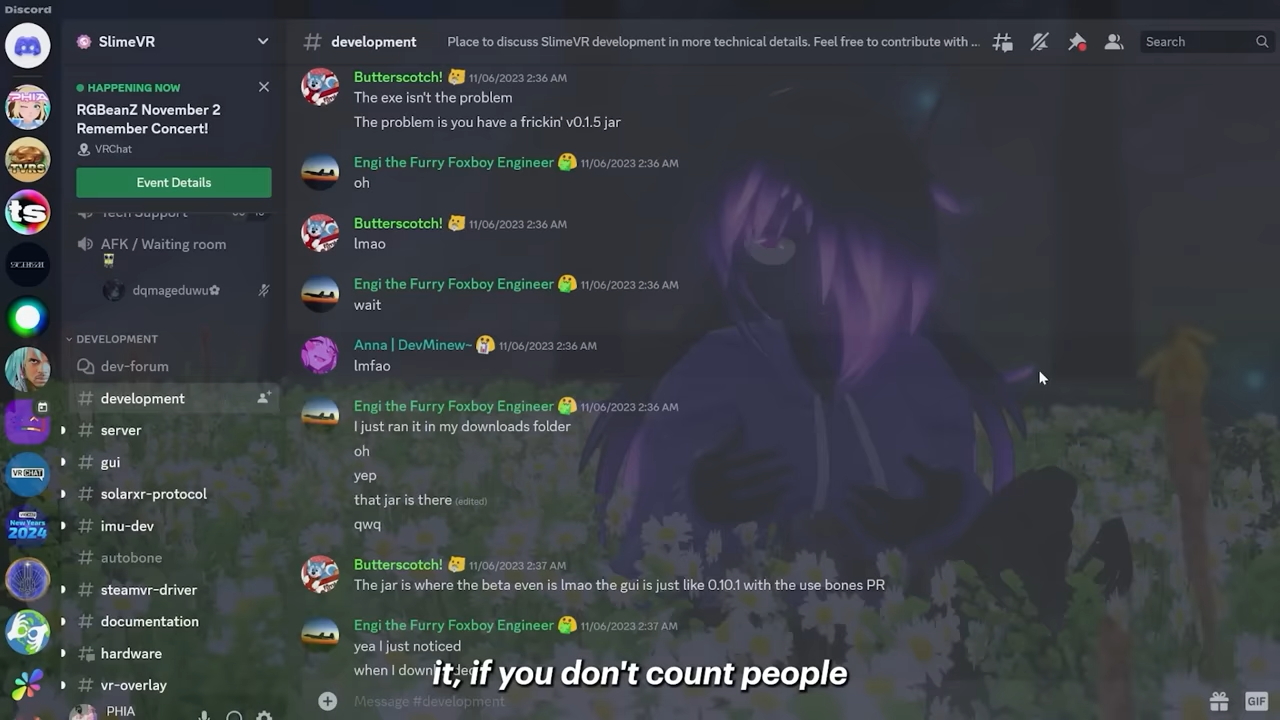 Discord
SlimeVR
HAPPENING NOW
RGBeanZ November 2
Remember Concert!
VRChat
Event Details
Tech Support
AFK / Waiting room
dqmageduwu✿
DEVELOPMENT
dev-forum
# development
# server
# gui
# solarxr-protocol
# imu-dev
# autobone
# steamvr-driver
# documentation
# hardware
# vr-overlay
PHIA
PHIZ
TVRS
ts
VRCHAT
New Years
2024
# development
Place to discuss SlimeVR development in more technical details. Feel free to contribute with ...
Search
Butterscotch! 11/06/2023 2:36 AM
The exe isn't the problem
The problem is you have a frickin' v0.1.5 jar
Engi the Furry Foxboy Engineer 11/06/2023 2:36 AM
oh
Butterscotch! 11/06/2023 2:36 AM
lmao
Engi the Furry Foxboy Engineer 11/06/2023 2:36 AM
wait
Anna | DevMinew~ 11/06/2023 2:36 AM
lmfao
Engi the Furry Foxboy Engineer 11/06/2023 2:36 AM
I just ran it in my downloads folder
oh
yep
that jar is there (edited)
qwq
Butterscotch! 11/06/2023 2:37 AM
The jar is where the beta even is lmao the gui is just like 0.10.1 with the use bones PR
Engi the Furry Foxboy Engineer 11/06/2023 2:37 AM
yea I just noticed
when I
it, if you don't count people
Message #development
GIF